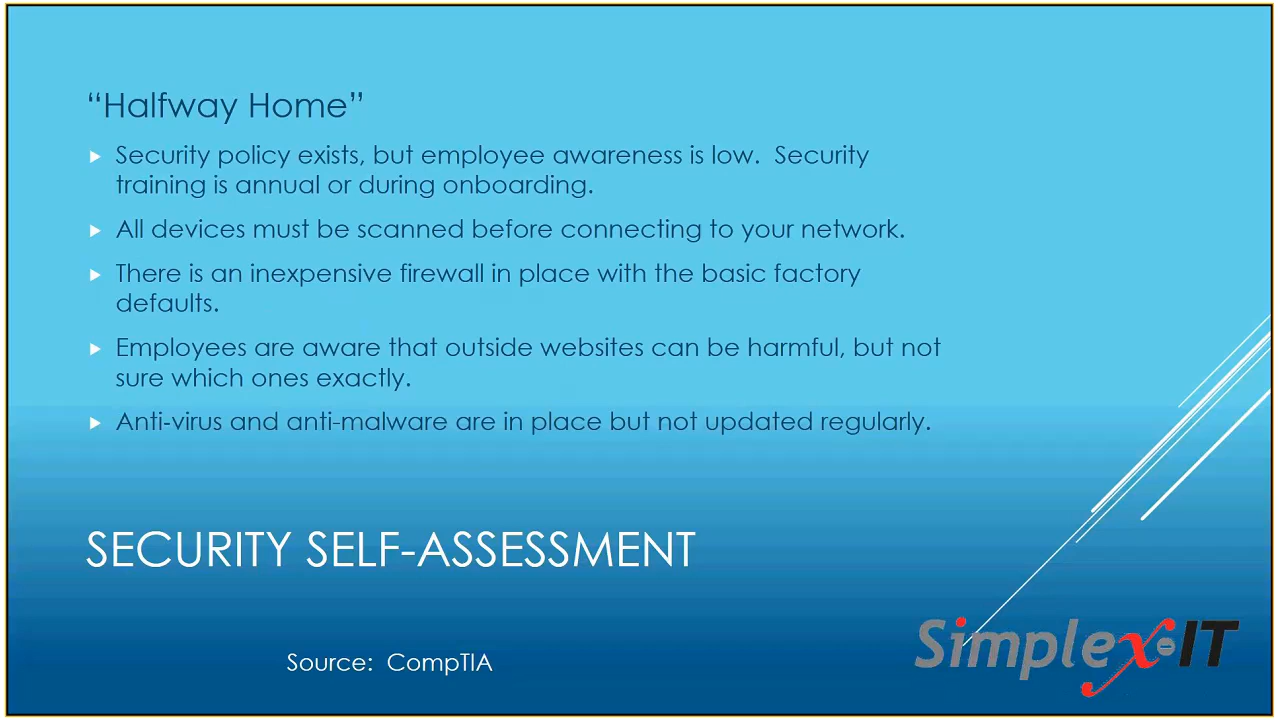 “Halfway Home”
Security policy exists, but employee awareness is low.  Security
training is annual or during onboarding.
All devices must be scanned before connecting to your network.
There is an inexpensive firewall in place with the basic factory
defaults.
Employees are aware that outside websites can be harmful, but not
sure which ones exactly.
Anti-virus and anti-malware are in place but not updated regularly.
SECURITY SELF-ASSESSMENT
Simplex-IT
Source:  CompTIA